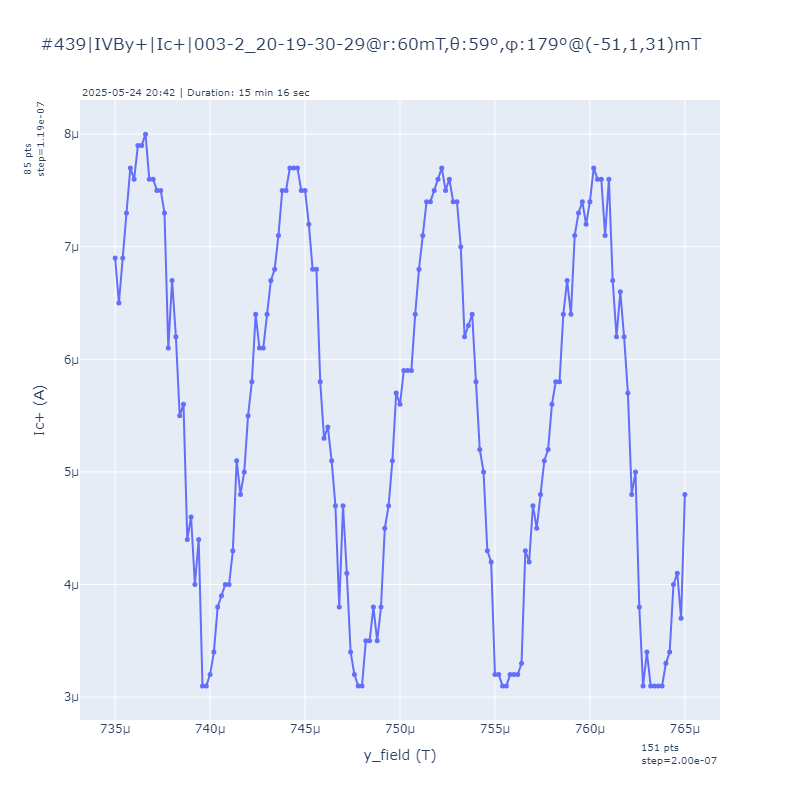 #439|IVBy+|Ic+|003-2_20-19-30-29@r:60mT,θ:59º,φ:179º@(-51,1,31)mT
2025-05-24 20:42 | Duration: 15 min 16 sec
85 pts
step=1.19e-07
8μ
7μ
6μ
5μ
4μ
3μ
Ic+ (A)
735μ 740μ 745μ 750μ 755μ 760μ 765μ
y_field (T)
151 pts
step=2.00e-07